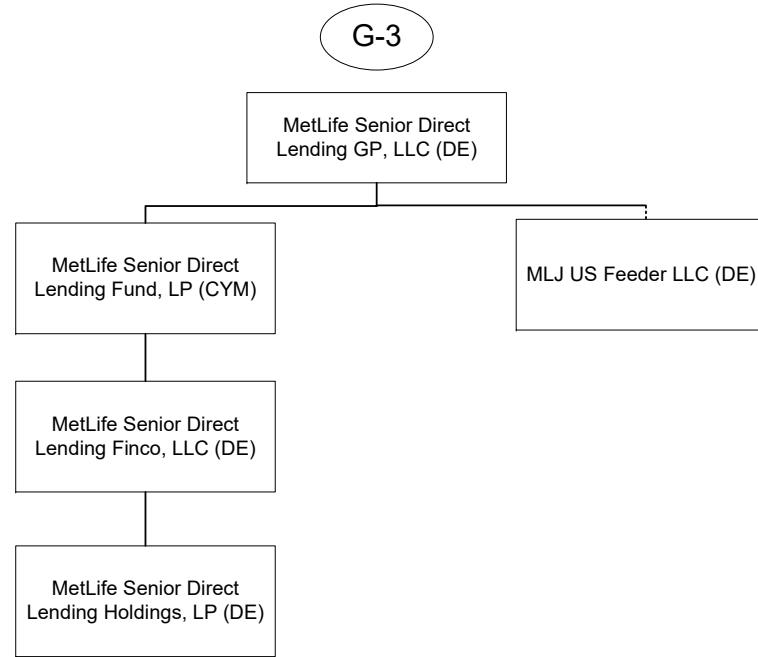 G-3
MetLife Senior Direct
Lending GP, LLC (DE)
MetLife Senior Direct
Lending Fund, LP (CYM)
MLJ US Feeder LLC (DE)
MetLife Senior Direct
Lending Finco, LLC (DE)
MetLife Senior Direct
Lending Holdings, LP (DE)